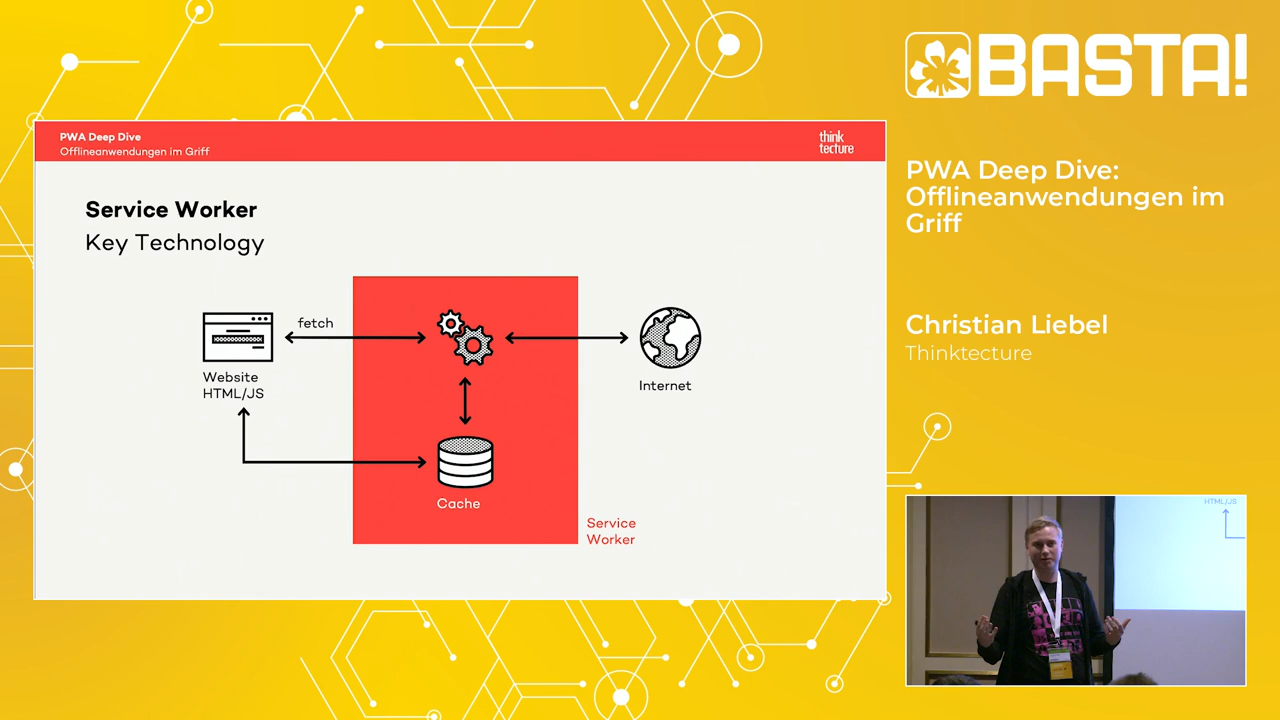 PWA Deep Dive
Offlineanwendungen im Griff
think
tecture
Service Worker
Key Technology
fetch
Website
HTML/JS
Internet
Cache
Service
Worker
BASTA!
PWA Deep Dive:
Offlineanwendungen im
Griff
Christian Liebel
Thinktecture
HTML/JS